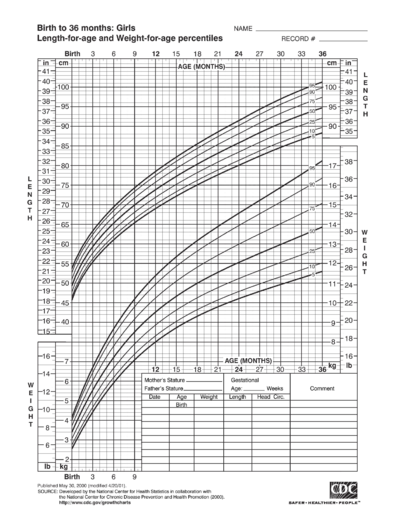 Birth to 36 months: Girls
Length-for-age and Weight-for-age percentiles
NAME
RECORD #
Birth 3 6 9 12 15 18 21 24 27 30 33 36
in cm AGE (MONTHS) cm in
41 41
40 40
39 100 100 39
38 38
37 95 95 37
36 36
35 90 90 35
34
33 85
32 80
31
30 75
29
28 70
27
26 65
25
24 60
23
22 55
21
20 50
19
18 45
17
16 40
15
LENGTH
LENGTH
95
90
75
50
25
10
5
95
90
75
50
25
10
5
17 38
16 36
15 34
14 32
13 30
12 28
26
11 24
10 22
9 20
8 18
16
kg lb
WEIGHT
16 7
14
12 6
10 5
8 4
6 3
2
lb kg
WEIGHT
AGE (MONTHS)
12 15 18 21 24 27 30 33 36
Mother's Stature
Father's Stature
Gestational
Age: Weeks
Comment
Date Age Weight Length Head Circ.
Birth
Birth 3 6 9
Published May 30, 2000 (modified 4/20/01).
SOURCE: Developed by the National Center for Health Statistics in collaboration with
the National Center for Chronic Disease Prevention and Health Promotion (2000).
http://www.cdc.gov/growthcharts
CDC
SAFER • HEALTHIER • PEOPLE™